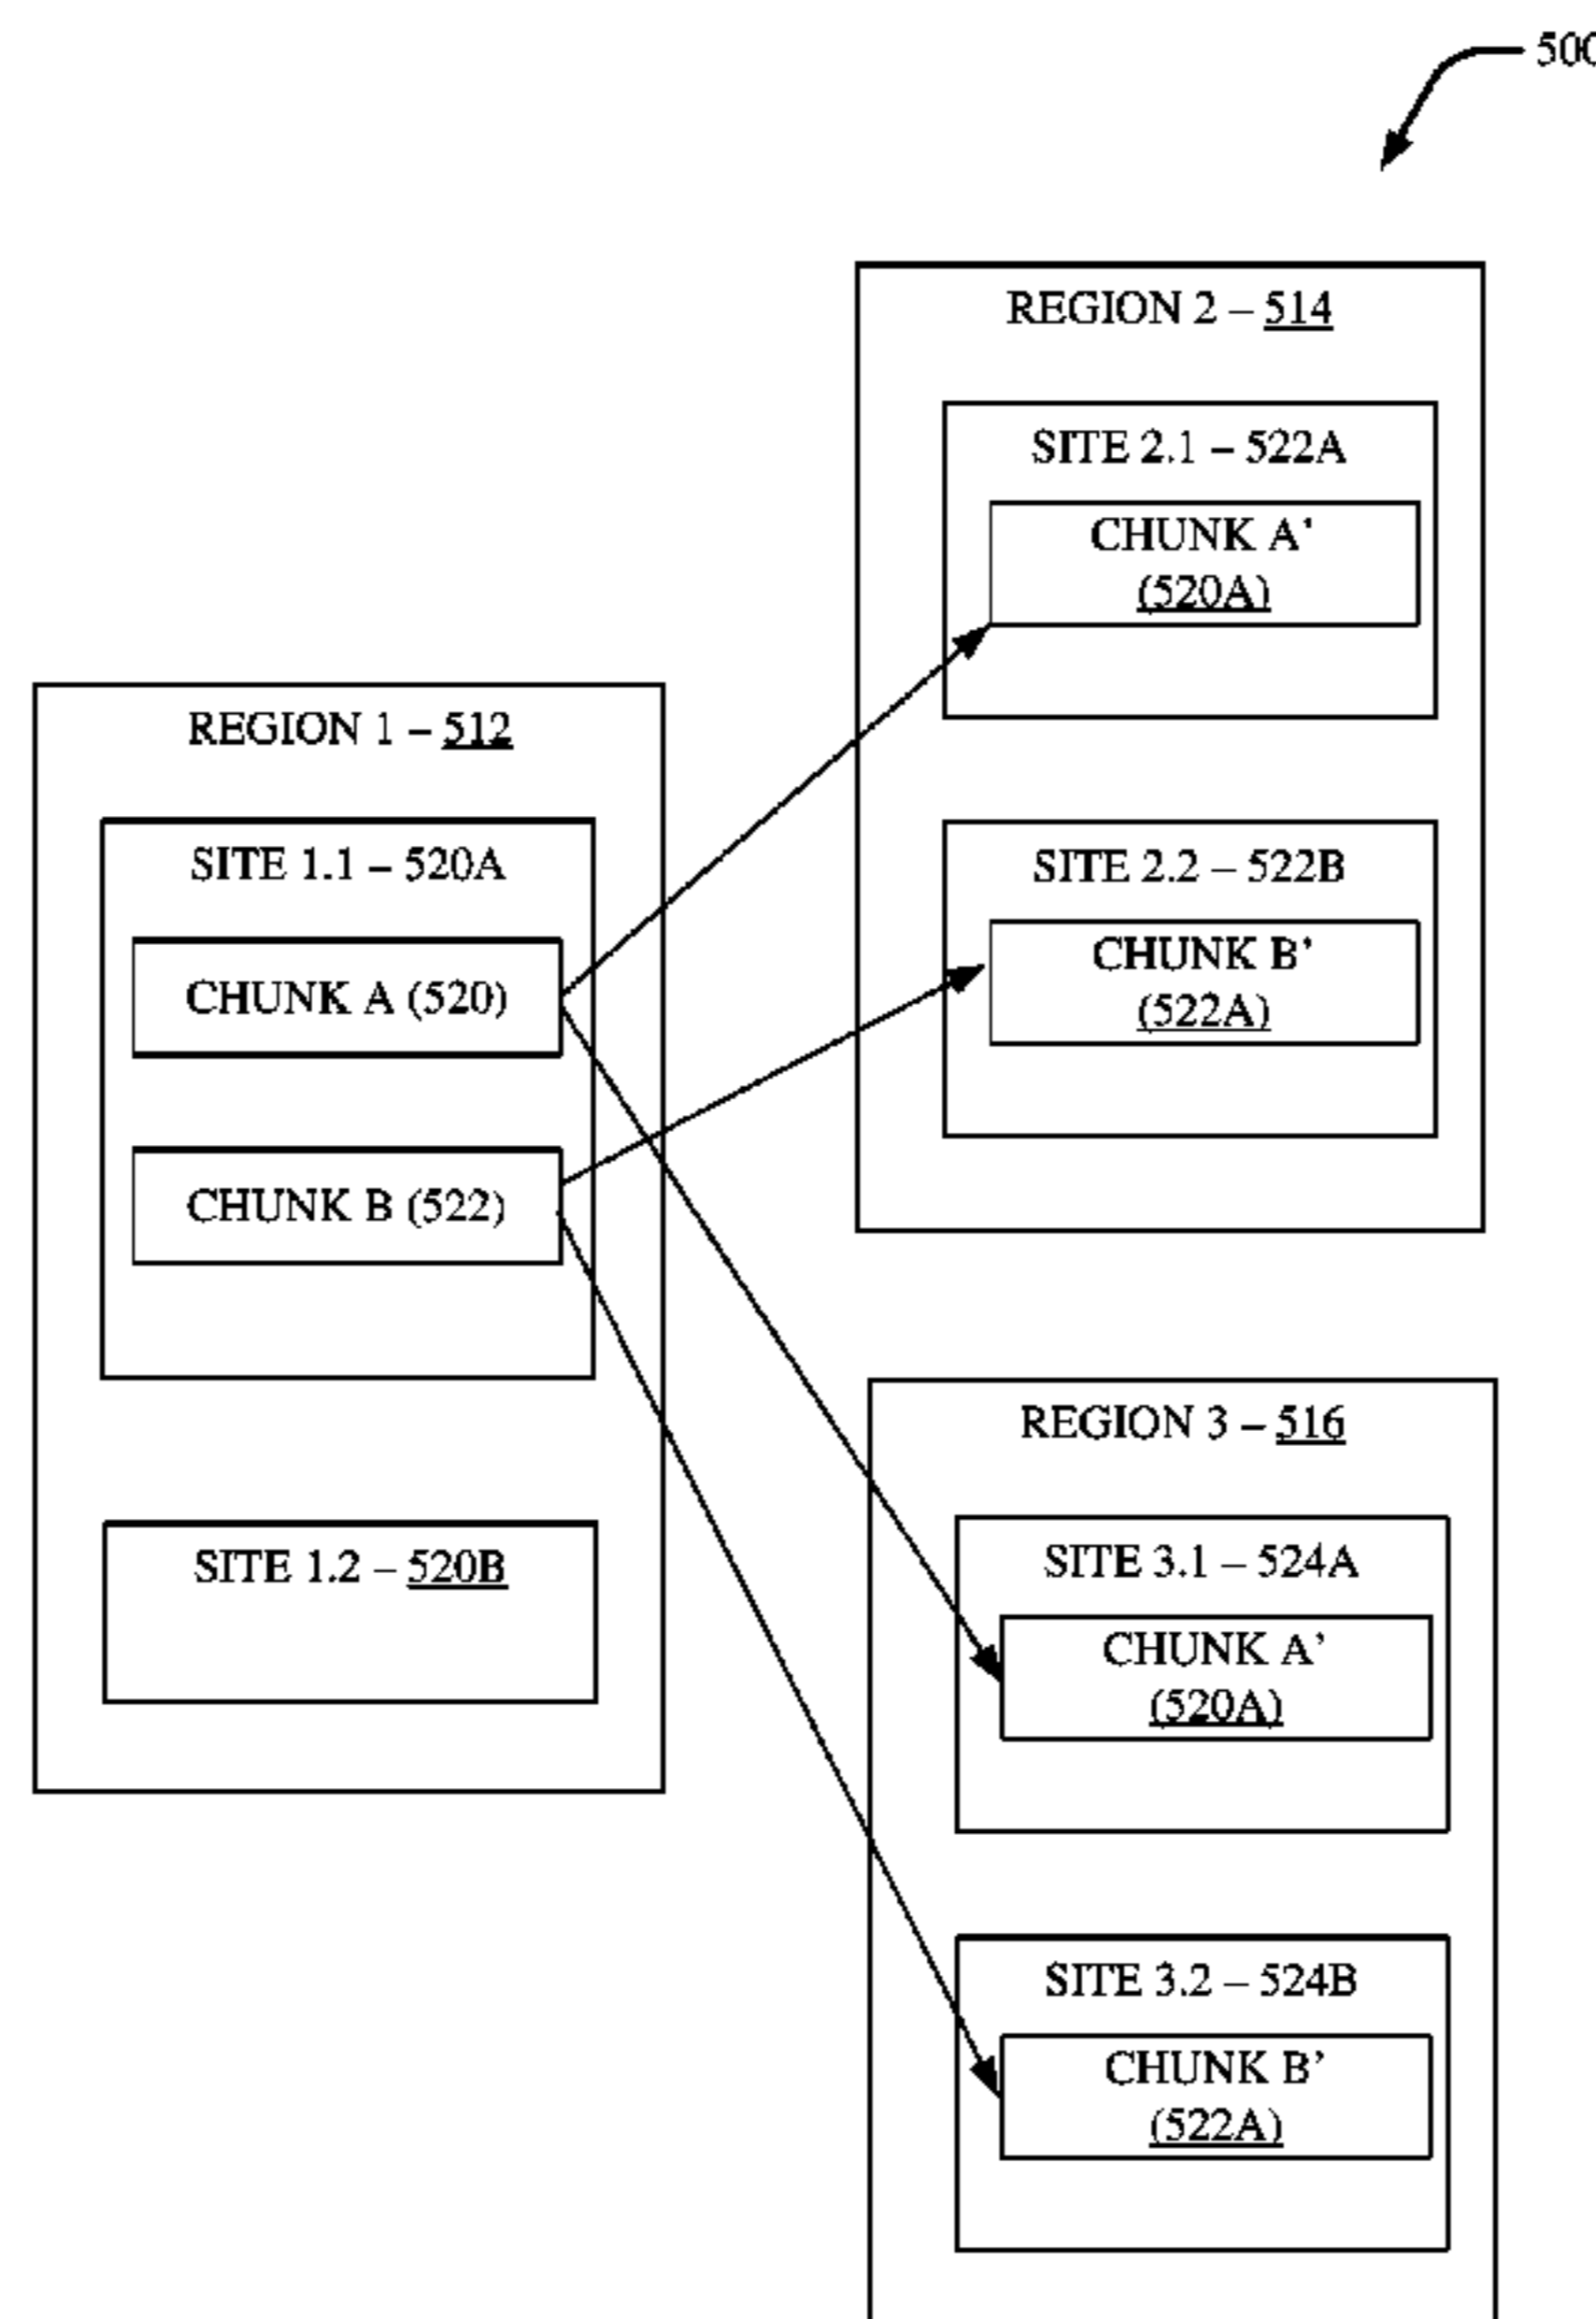 500
REGION 2 – 514
SITE 2.1 – 522A
CHUNK A‘
(520A)
REGION 1 – 512
SITE 1.1 – 520A
SITE 2.2 – 522B
CHUNK A (520)
CHUNK B’
(522A)
CHUNK B (522)
REGION 3 – 516
SITE 1.2 – 520B
SITE 3.1 – 524A
CHUNK A’
(520A)
SITE 3.2 – 524B
CHUNK B’
(522A)